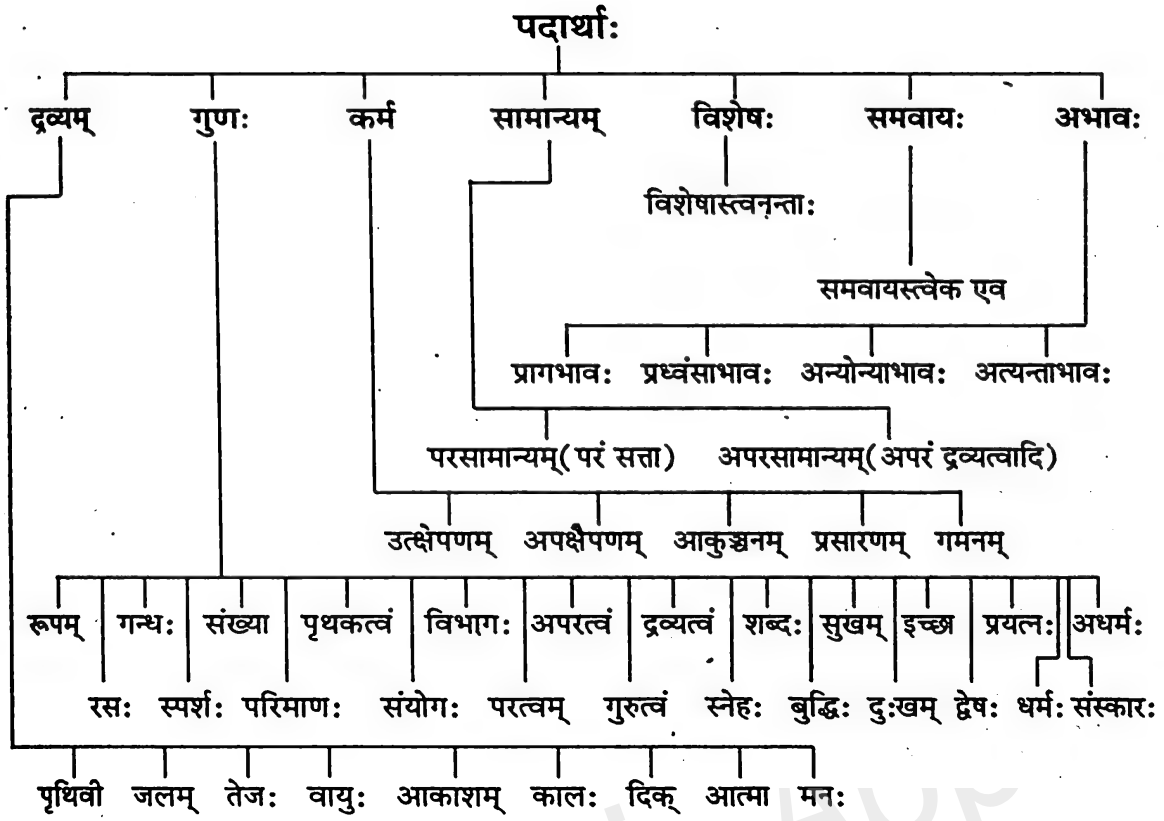 पदार्थाः
द्रव्यम् गुणः कर्म सामान्यम् विशेषः समवायः अभावः
विशेषास्त्वनन्ताः
समवायस्त्वेक एव
प्रागभावः प्रध्वंसाभावः अन्योन्याभावः अत्यन्ताभावः
परसामान्यम्(परं सत्ता) अपरसामान्यम्(अपरं द्रव्यत्वादि)
उत्क्षेपणम् अपक्षेपणम् आकुञ्चनम् प्रसारणम् गमनम्
रूपम् गन्धः संख्या पृथकत्वं विभागः अपरत्वं द्रव्यत्वं शब्दः सुखम् इच्छा प्रयत्नः अधर्मः
रसः स्पर्शः परिमाणः संयोगः परत्वम् गुरुत्वं स्नेहः बुद्धिः दुःखम् द्वेषः धर्मः संस्कारः
पृथिवी जलम् तेजः वायुः आकाशम् कालः दिक् आत्मा मनः